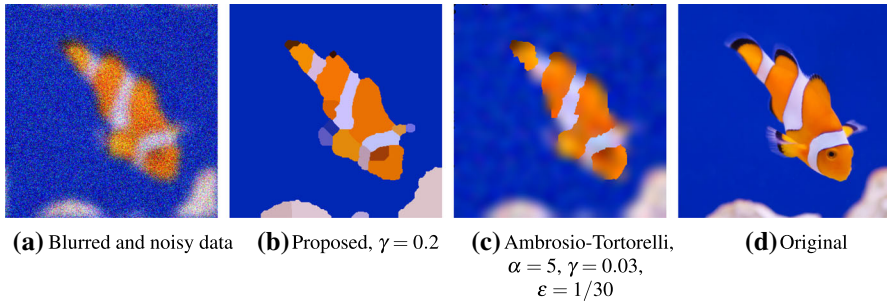 (a) Blurred and noisy data
(b) Proposed, γ = 0.2
(c) Ambrosio-Tortorelli,
α = 5, γ = 0.03,
ε = 1/30
(d) Original